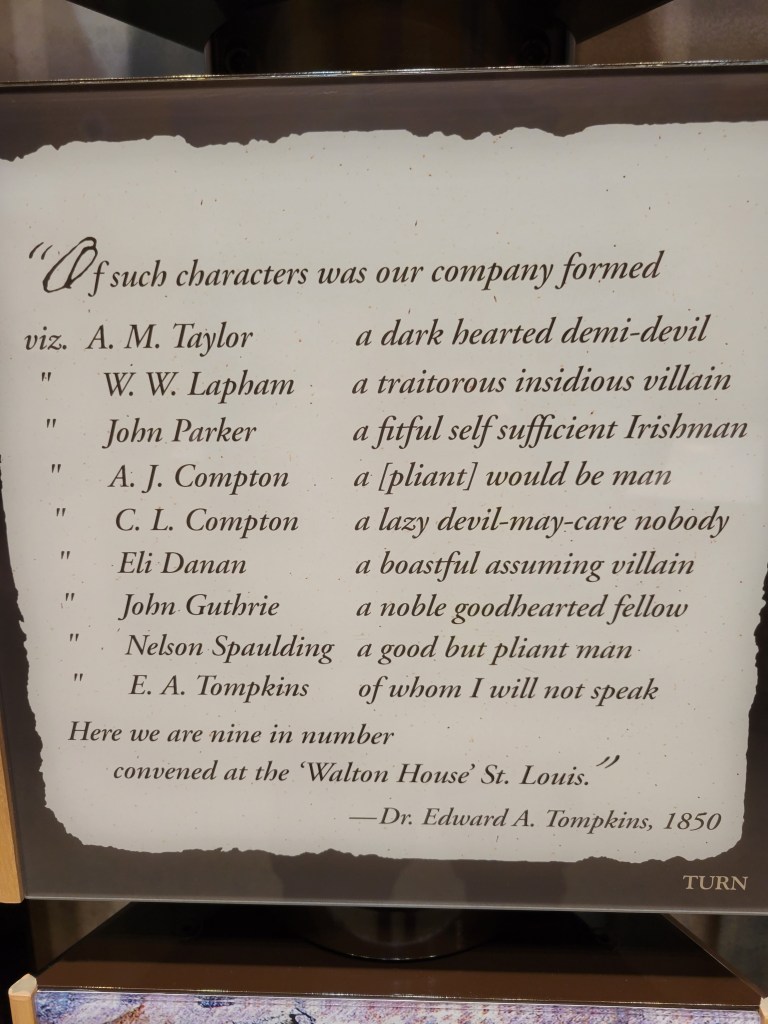 “Of such characters was our company formed
viz. A. M. Taylor a dark hearted demi-devil
" W. W. Lapham a traitorous insidious villain
" John Parker a fitful self sufficient Irishman
" A. J. Compton a [pliant] would be man
" C. L. Compton a lazy devil-may-care nobody
" Eli Danan a boastful assuming villain
" John Guthrie a noble goodhearted fellow
" Nelson Spaulding a good but pliant man
" E. A. Tompkins of whom I will not speak
Here we are nine in number
convened at the ‘Walton House’ St. Louis.”
—Dr. Edward A. Tompkins, 1850
TURN